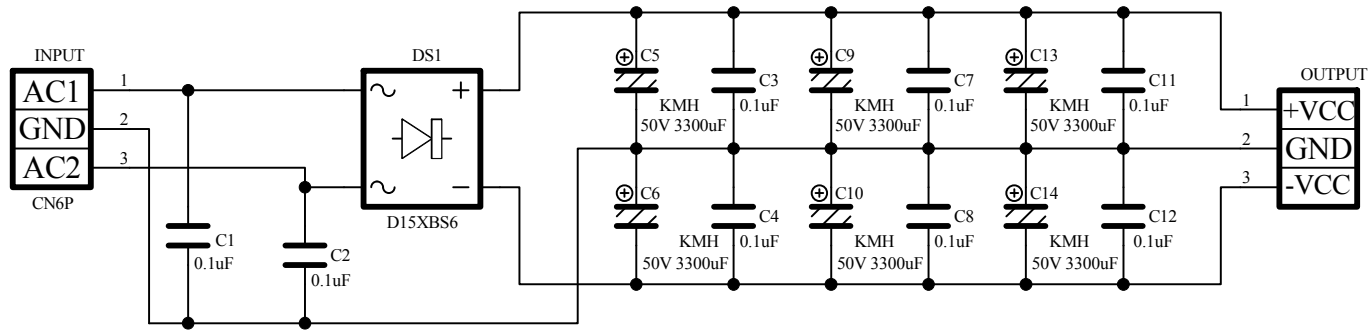 INPUT
AC1
GND
AC2
CN6P
1
2
3
C1
0.1uF
C2
0.1uF
DS1
+
−
D15XBS6
C5
KMH
50V 3300uF
C3
0.1uF
C9
KMH
50V 3300uF
C7
0.1uF
C13
KMH
50V 3300uF
C11
0.1uF
C6
KMH
50V 3300uF
C4
0.1uF
C10
KMH
50V 3300uF
C8
0.1uF
C14
KMH
50V 3300uF
C12
0.1uF
OUTPUT
1
+VCC
2
GND
3
-VCC